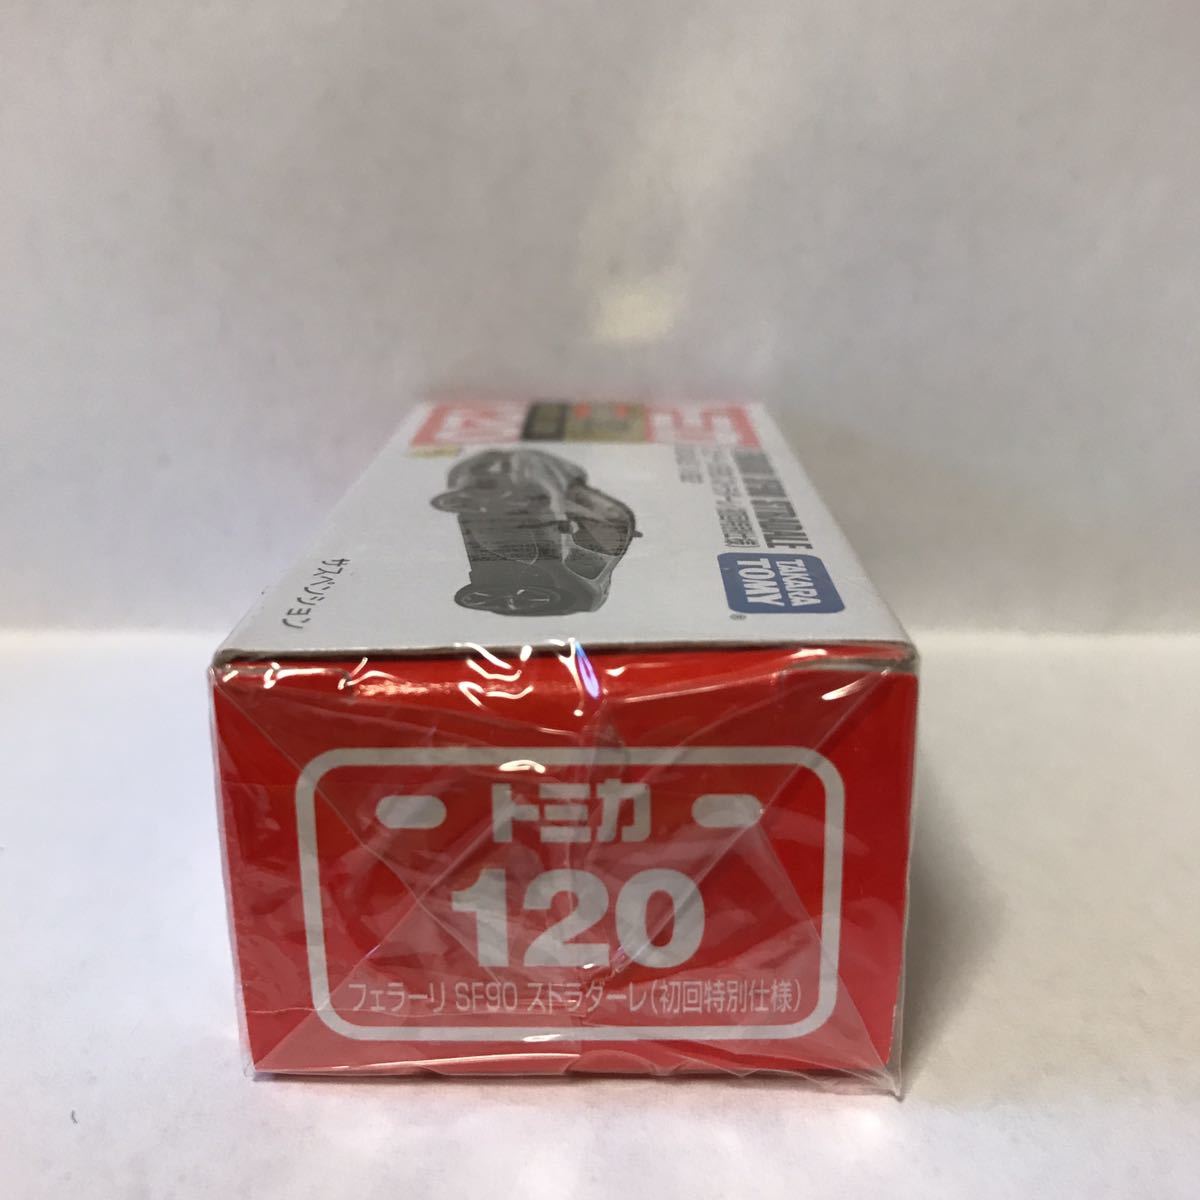 サスペンション
STRADALE
TAKARA
TOMY
®
トミカ
120
フェラーリ SF90 ストラダーレ(初回特別仕様)